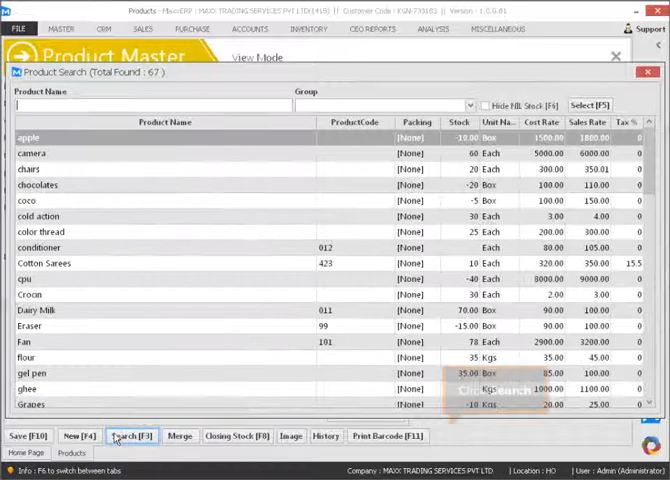 Products - MaxxERP || MAXX TRADING SERVICES PVT LTD[415] || Customer Code : KGN-733182 || Version : 1.0.0.81
FILE MASTER CRM SALES PURCHASE ACCOUNTS INVENTORY CEO REPORTS ANALYSIS MISCELLANEOUS Support
Product Master View Mode
Product Search (Total Found : 67 )
Product Name Group
Hide NIL Stock [F6] Select [F5]
Product Name ProductCode Packing Stock Unit Na... Cost Rate Sales Rate Tax %
apple [None] -10.00 Box 1500.00 1800.00 0
camera [None] 60 Each 5000.00 6000.00 0
chairs [None] 20 Each 300.00 350.01 0
chocolates [None] -20 Box 100.00 110.00 0
coco [None] -5 Box 100.00 150.00 0
cold action [None] 30 Each 3.00 4.00 0
color thread [None] 25 Each 200.00 300.00 0
conditioner 012 [None] Each 80.00 105.00 0
Cotton Sarees 423 [None] 10 Each 320.00 350.00 15.5
cpu [None] -40 Each 8000.00 9000.00 0
Crocin [None] 30 Each 2.00 3.00 0
Dairy Milk 011 [None] 70.00 Box 90.00 100.00 0
Eraser 99 [None] -15.00 Box 90.00 100.00 0
Fan 101 [None] 78 Each 2900.00 3200.00 0
flour [None] 35 Kgs 35.00 45.00 0
gel pen [None] 35.00 Box 85.00 100 0
ghee [None] Kgs 1000.00 1100.00 0
Grapes [None] -10 Kgs 20.00 25.00 0
Click Search
Save [F10] New [F4] Search [F3] Merge Closing Stock [F8] Image History Print Barcode [F11]
Home Page Products
Info : F6 to switch between tabs Company : MAXX TRADING SERVICES PVT LTD Location : HO User : Admin (Administrator)